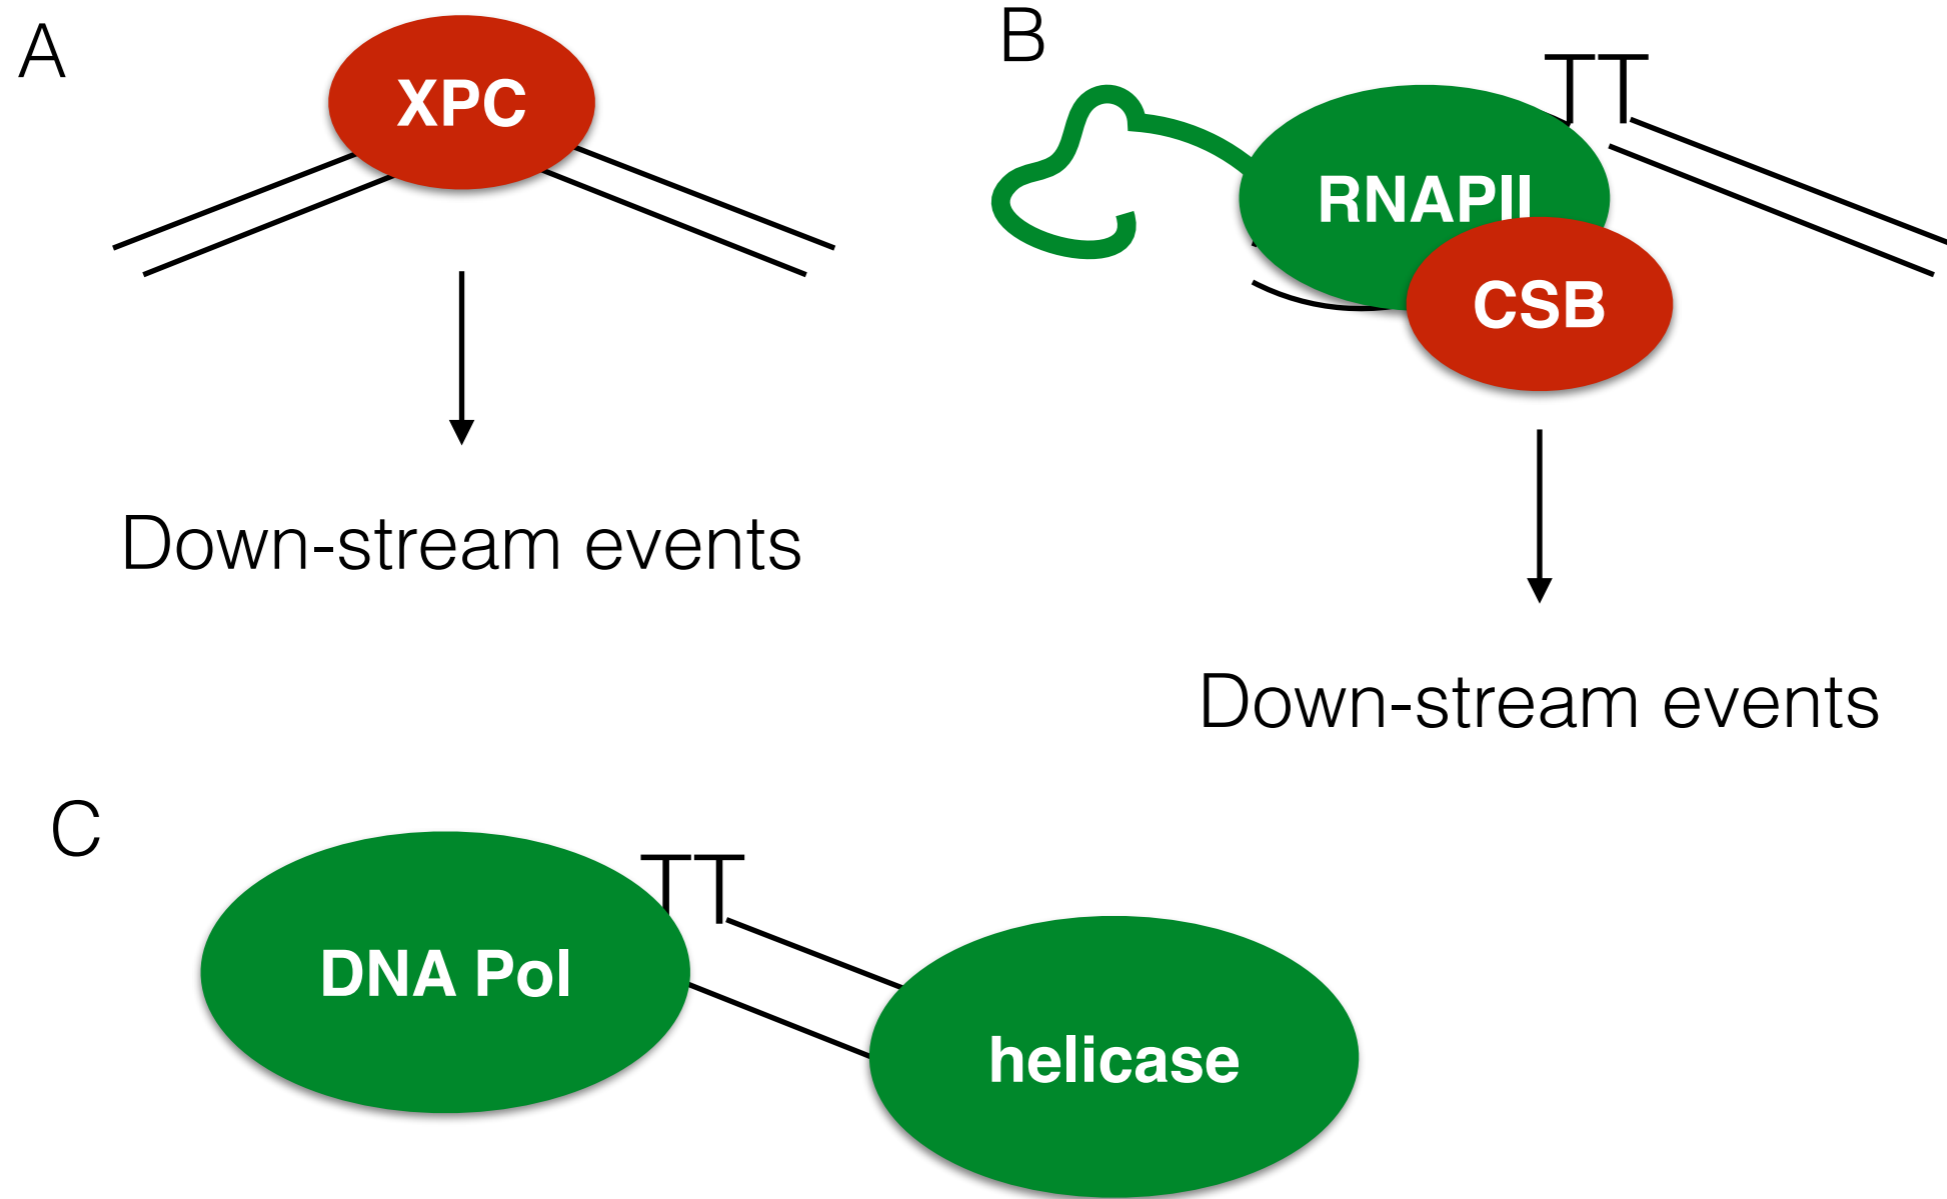 A
XPC
Down-stream events
B
TT
RNAPII
CSB
Down-stream events
C
TT
DNA Pol
helicase